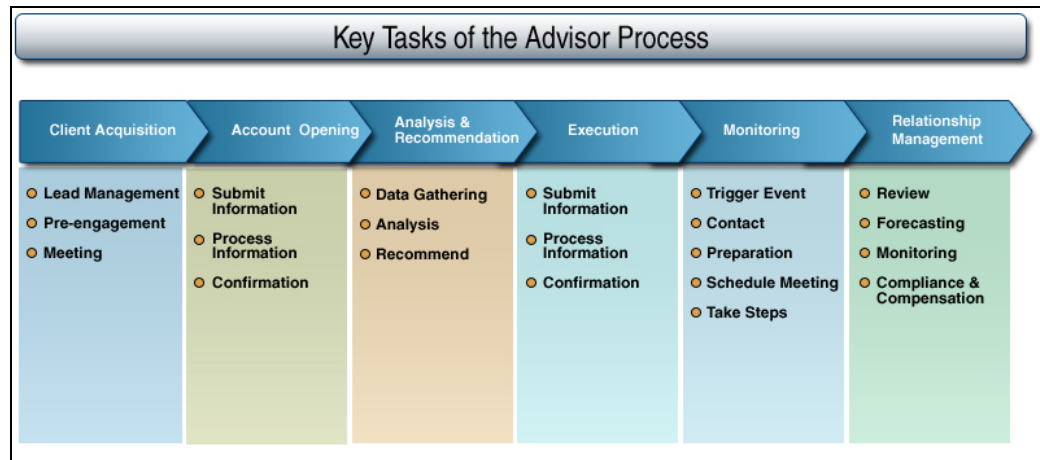 Key Tasks of the Advisor Process
Client Acquisition
Account Opening
Analysis &
Recommendation
Execution
Monitoring
Relationship
Management
Lead Management
Pre-engagement
Meeting
Submit
Information
Process
Information
Confirmation
Data Gathering
Analysis
Recommend
Submit
Information
Process
Information
Confirmation
Trigger Event
Contact
Preparation
Schedule Meeting
Take Steps
Review
Forecasting
Monitoring
Compliance &
Compensation